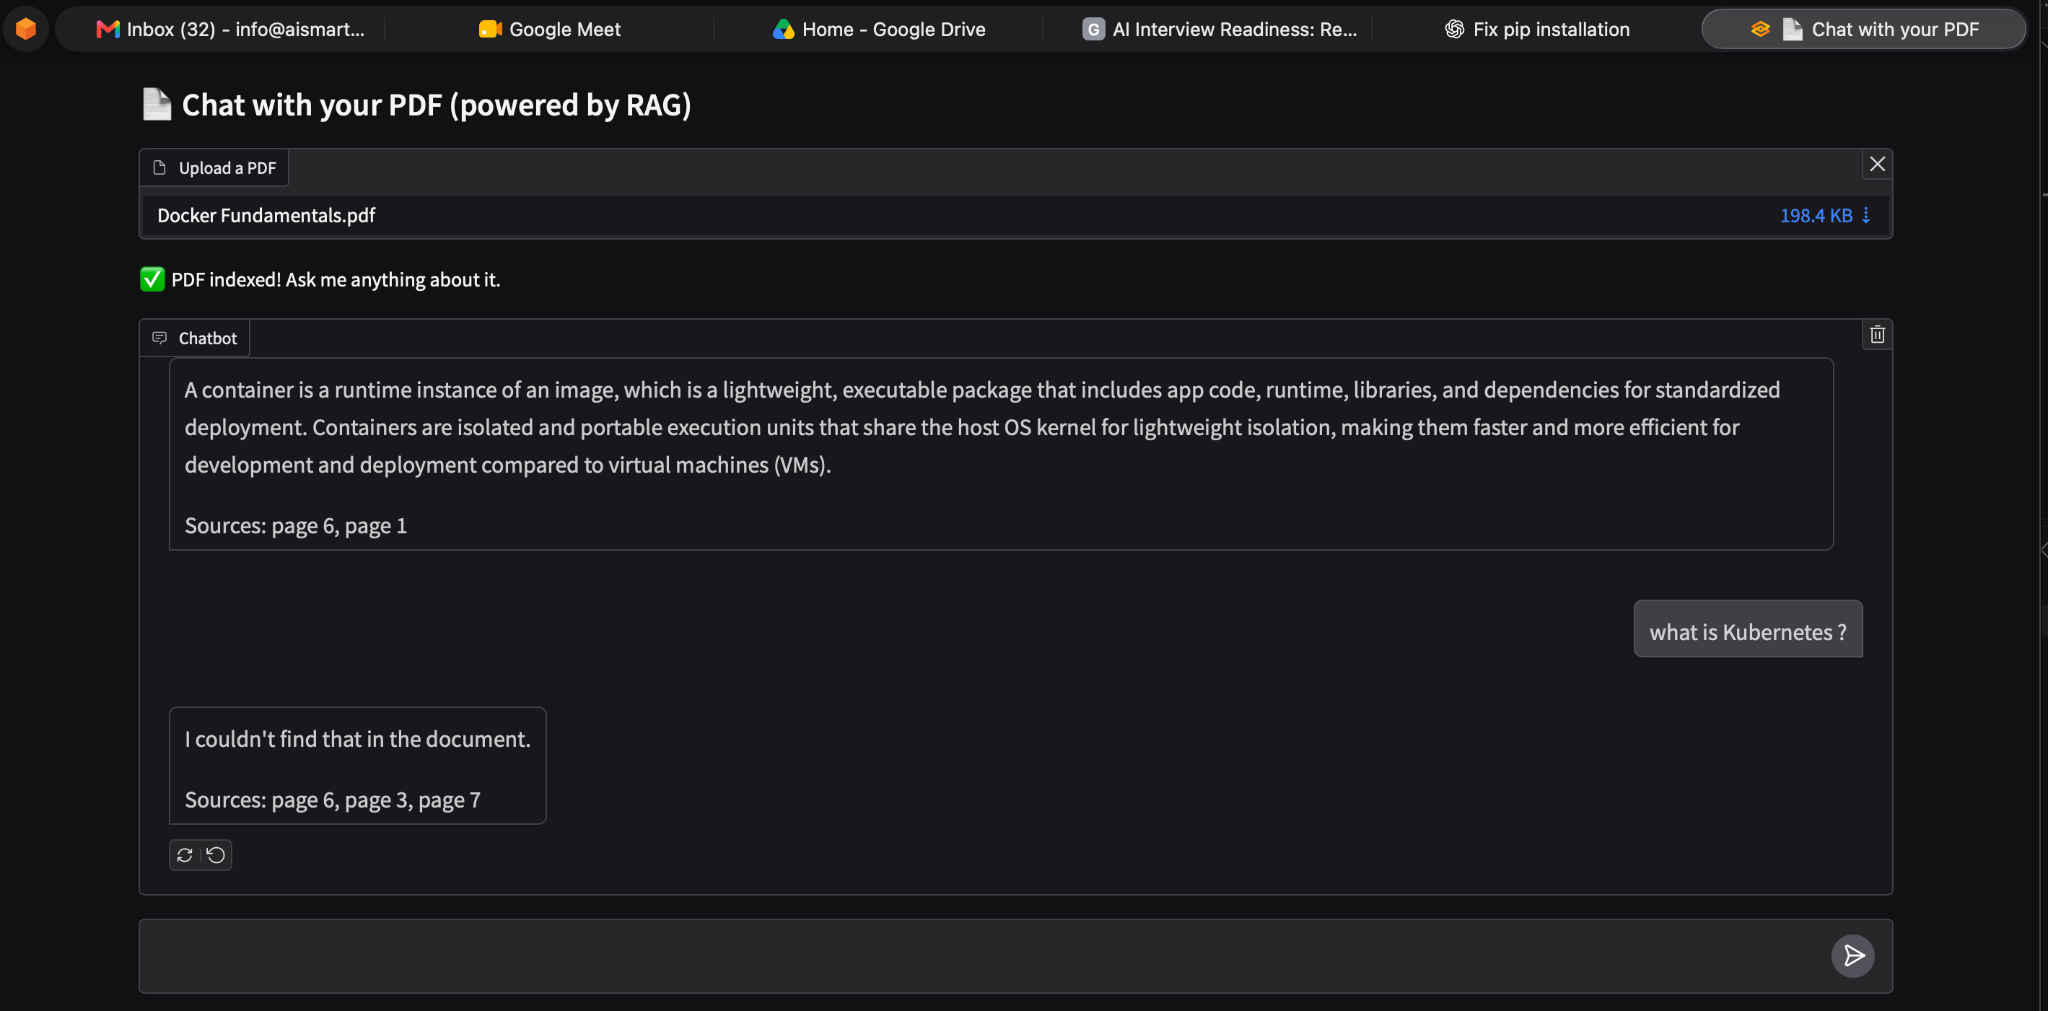 Inbox (32) - info@aismart...
Google Meet
Home - Google Drive
G AI Interview Readiness: Re...
Fix pip installation
Chat with your PDF
Chat with your PDF (powered by RAG)
Upload a PDF
Docker Fundamentals.pdf
198.4 KB ⇣
PDF indexed! Ask me anything about it.
Chatbot
A container is a runtime instance of an image, which is a lightweight, executable package that includes app code, runtime, libraries, and dependencies for standardized
deployment. Containers are isolated and portable execution units that share the host OS kernel for lightweight isolation, making them faster and more efficient for
development and deployment compared to virtual machines (VMs).
Sources: page 6, page 1
what is Kubernetes ?
I couldn't find that in the document.
Sources: page 6, page 3, page 7